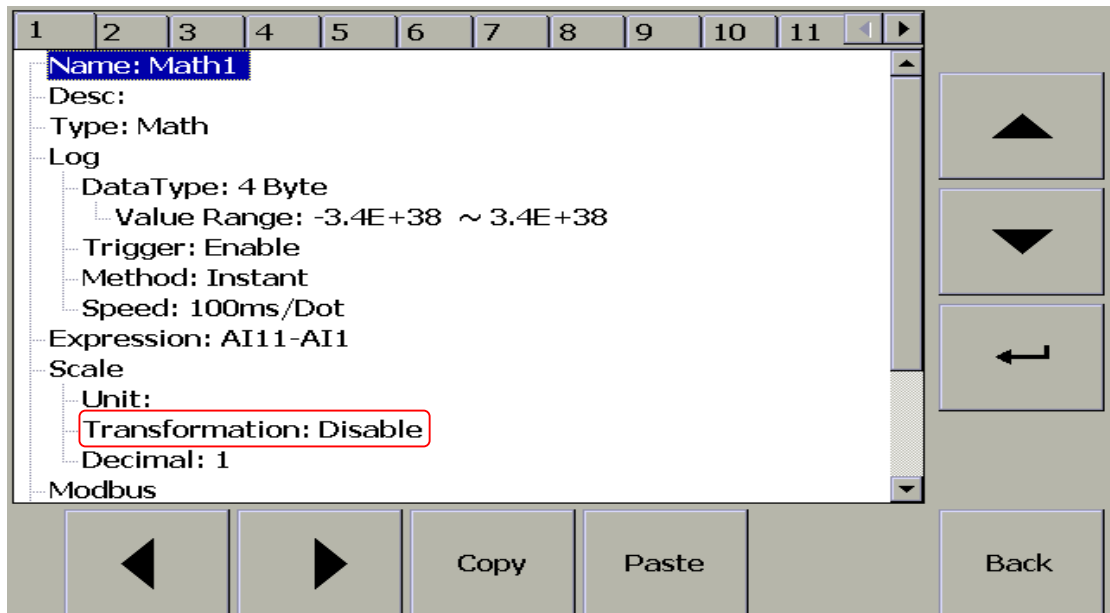 1 2 3 4 5 6 7 8 9 10 11
Name: Math1
Desc:
Type: Math
Log
DataType: 4 Byte
Value Range: -3.4E+38 ~ 3.4E+38
Trigger: Enable
Method: Instant
Speed: 100ms/Dot
Expression: AI11-AI1
Scale
Unit:
Transformation: Disable
Decimal: 1
Modbus
Copy Paste Back